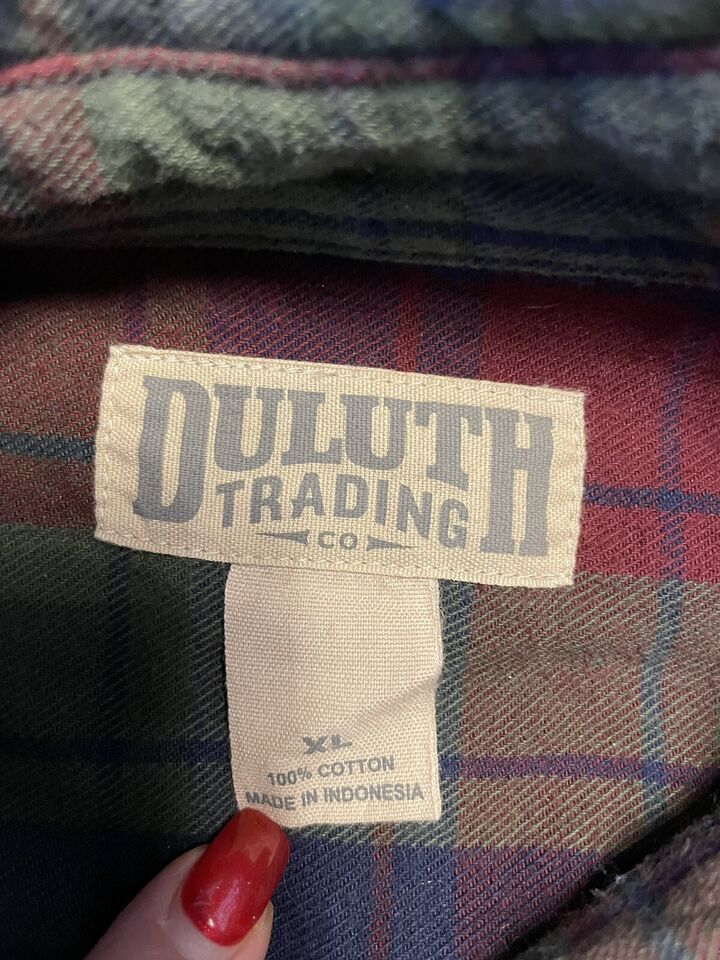 DULUTH
TRADING
CO
XL
100% COTTON
MADE IN INDONESIA